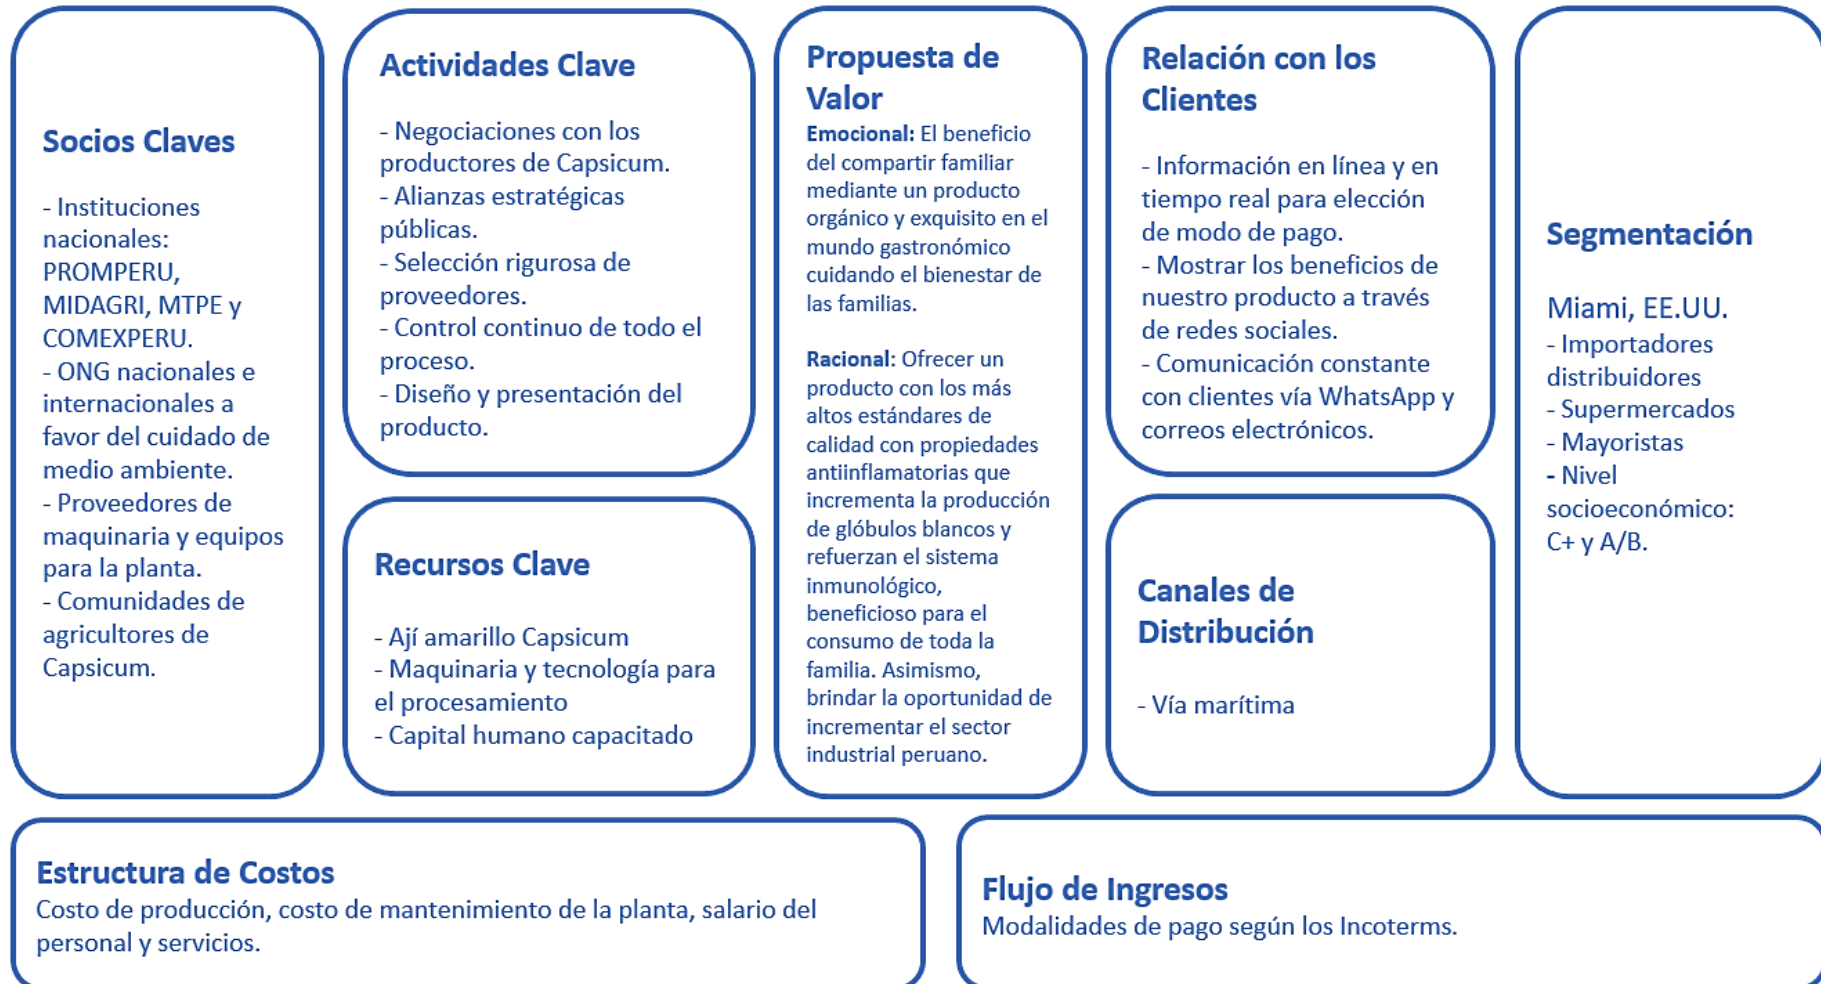 Socios Claves
- Instituciones
nacionales:
PROMPERU,
MIDAGRI, MTPE y
COMEXPERU.
- ONG nacionales e
internacionales a
favor del cuidado de
medio ambiente.
- Proveedores de
maquinaria y equipos
para la planta.
- Comunidades de
agricultores de
Capsicum.
Actividades Clave
- Negociaciones con los
productores de Capsicum.
- Alianzas estratégicas
públicas.
- Selección rigurosa de
proveedores.
- Control continuo de todo el
proceso.
- Diseño y presentación del
producto.
Recursos Clave
- Ají amarillo Capsicum
- Maquinaria y tecnología para
el procesamiento
- Capital humano capacitado
Propuesta de
Valor
Emocional: El beneficio
del compartir familiar
mediante un producto
orgánico y exquisito en el
mundo gastronómico
cuidando el bienestar de
las familias.
Racional: Ofrecer un
producto con los más
altos estándares de
calidad con propiedades
antiinflamatorias que
incrementa la producción
de glóbulos blancos y
refuerzan el sistema
inmunológico,
beneficioso para el
consumo de toda la
familia. Asimismo,
brindar la oportunidad de
incrementar el sector
industrial peruano.
Relación con los
Clientes
- Información en línea y en
tiempo real para elección
de modo de pago.
- Mostrar los beneficios de
nuestro producto a través
de redes sociales.
- Comunicación constante
con clientes vía WhatsApp y
correos electrónicos.
Canales de
Distribución
- Vía marítima
Segmentación
Miami, EE.UU.
- Importadores
distribuidores
- Supermercados
- Mayoristas
- Nivel
socioeconómico:
C+ y A/B.
Estructura de Costos
Costo de producción, costo de mantenimiento de la planta, salario del
personal y servicios.
Flujo de Ingresos
Modalidades de pago según los Incoterms.